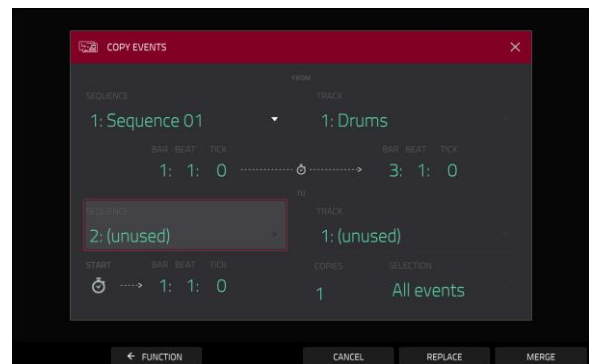 COPY EVENTS
FROM
SEQUENCE TRACK
1: Sequence 01 1: Drums
BAR BEAT TICK BAR BEAT TICK
1: 1: 0 3: 1: 0
TO
SEQUENCE TRACK
2: (unused) 1: (unused)
START BAR BEAT TICK COPIES SELECTION
1: 1: 0 1 All events
FUNCTION CANCEL REPLACE MERGE